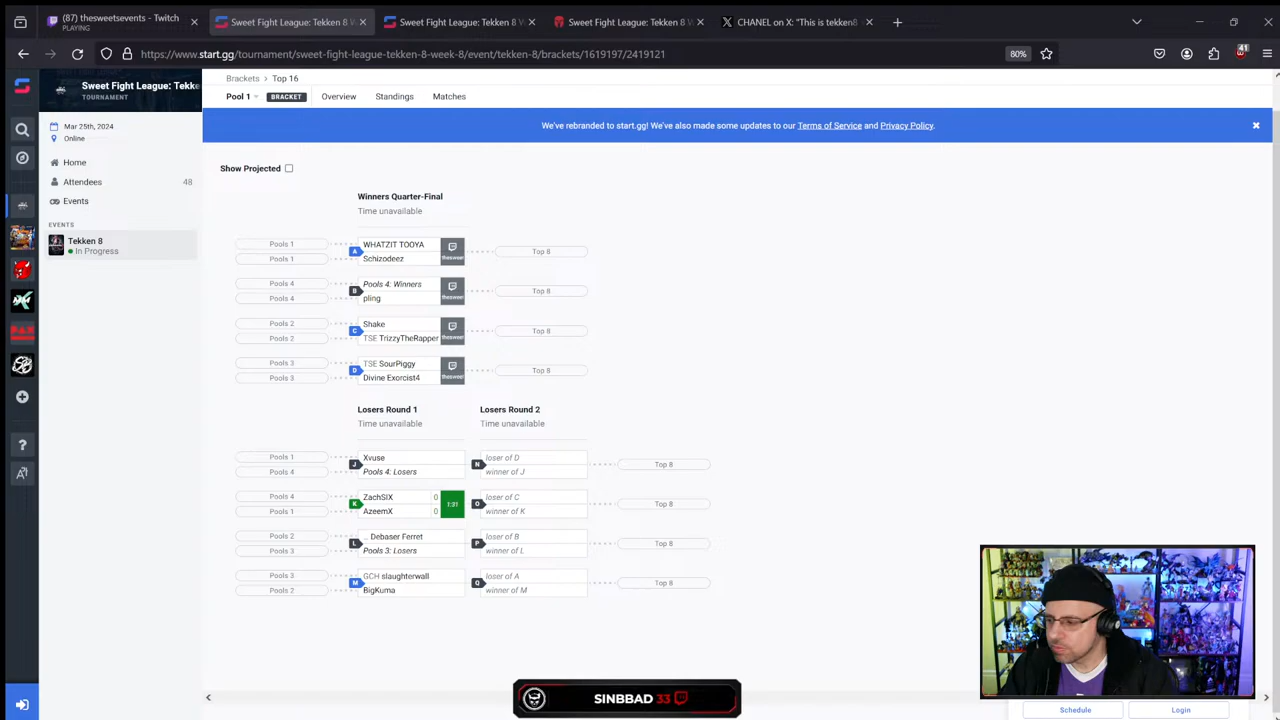 (87) thesweetsevents - Twitch
PLAYING
Sweet Fight League: Tekken 8 W
Sweet Fight League: Tekken 8 W
Sweet Fight League: Tekken 8 W
CHANEL on X: "This is tekken8
https://www.start.gg/tournament/sweet-fight-league-tekken-8-week-8/event/tekken-8/brackets/1619197/2419121
80%
41
Sweet Fight League: Tekke
TOURNAMENT
Mar 25th, 2024
Online
Home
Attendees 48
Events
EVENTS
Tekken 8
In Progress
Brackets > Top 16
Pool 1 BRACKET Overview Standings Matches
We've rebranded to start.gg! We've also made some updates to our Terms of Service and Privacy Policy.
Show Projected
Winners Quarter-Final
Time unavailable
Pools 1 WHATZIT TOOYA
A Top 8
Pools 1 Schizodeez
Pools 4 Pools 4: Winners
B Top 8
Pools 4 pling
Pools 2 Shake
C Top 8
Pools 2 TSE TrizzyTheRapper
Pools 3 TSE SourPiggy
D Top 8
Pools 3 Divine Exorcist4
Losers Round 1 Losers Round 2
Time unavailable Time unavailable
Pools 1 Xvuse loser of D
J N Top 8
Pools 4 Pools 4: Losers winner of J
Pools 4 ZachSIX 0 loser of C
K 1:21 O Top 8
Pools 1 AzeemX 0 winner of K
Pools 2 ... Debaser Ferret loser of B
L P Top 8
Pools 3 Pools 3: Losers winner of L
Pools 3 GCH slaughterwall loser of A
M Q Top 8
Pools 2 BigKuma winner of M
SINBBAD 33
Schedule Login